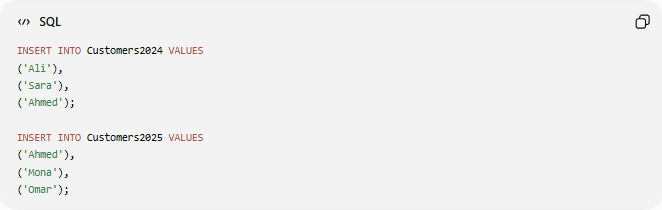 SQL
INSERT INTO Customers2024 VALUES
('Ali'),
('Sara'),
('Ahmed');
INSERT INTO Customers2025 VALUES
('Ahmed'),
('Mona'),
('Omar');